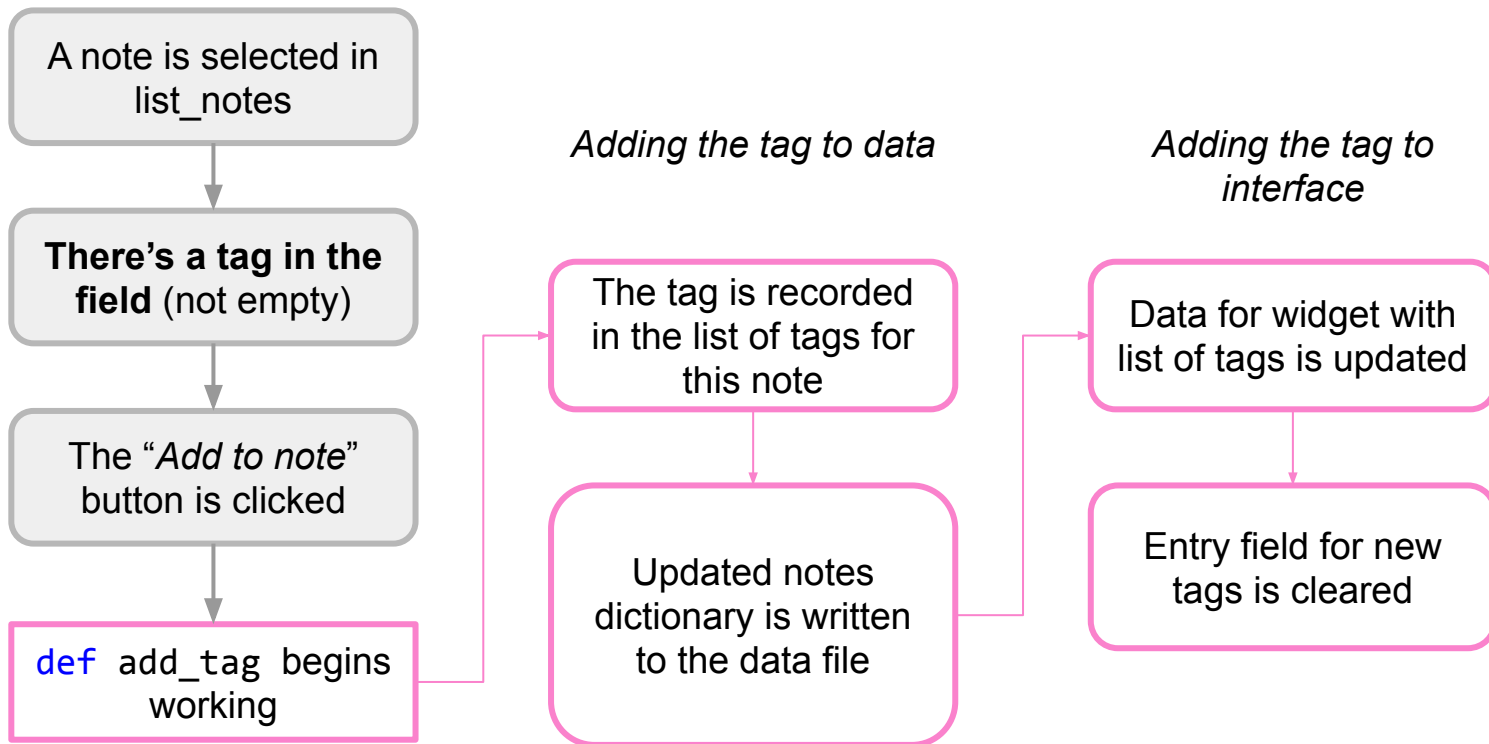 A note is selected in
list_notes
There’s a tag in the
field (not empty)
The “Add to note”
button is clicked
def add_tag begins
working
Adding the tag to data
The tag is recorded
in the list of tags for
this note
Updated notes
dictionary is written
to the data file
Adding the tag to
interface
Data for widget with
list of tags is updated
Entry field for new
tags is cleared